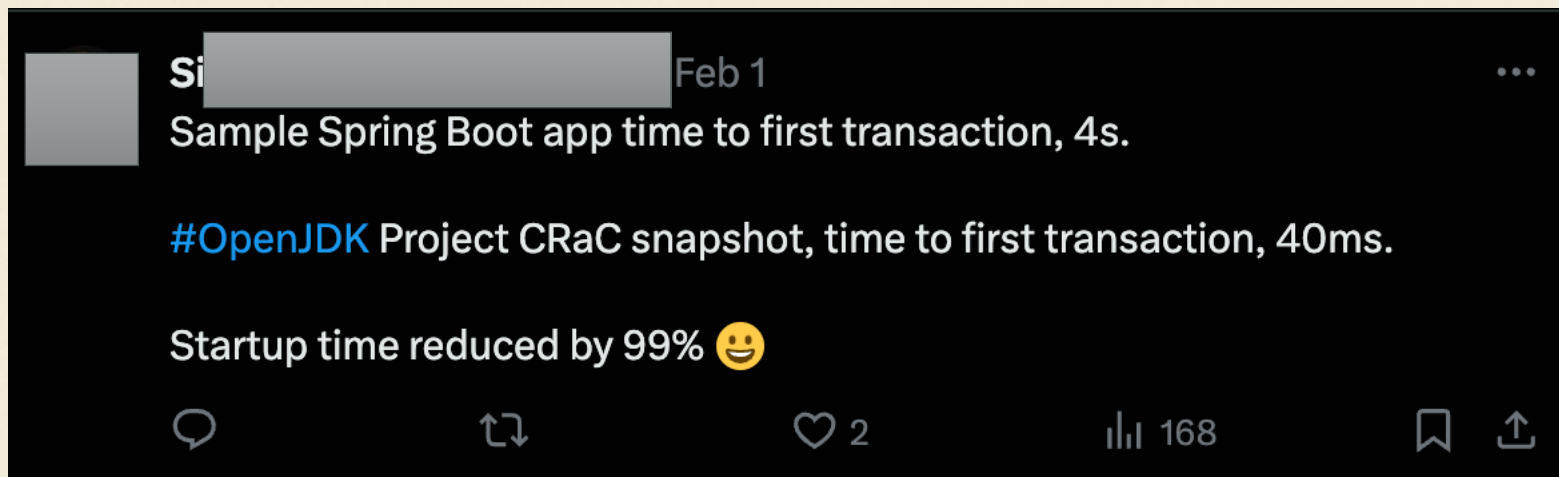 Si Feb 1
Sample Spring Boot app time to first transaction, 4s.
#OpenJDK Project CRaC snapshot, time to first transaction, 40ms.
Startup time reduced by 99% 😀
2 168